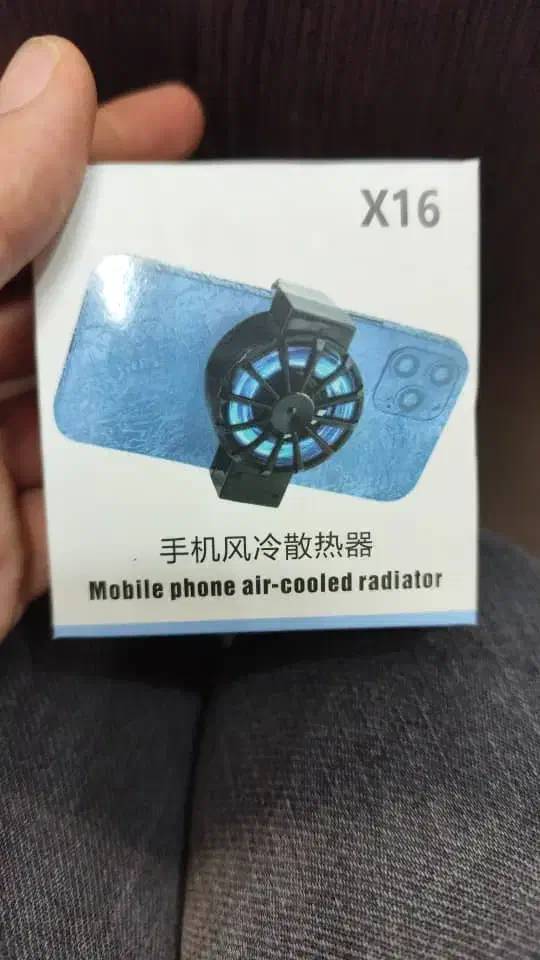 X16
手机风冷散热器
Mobile phone air-cooled radiator